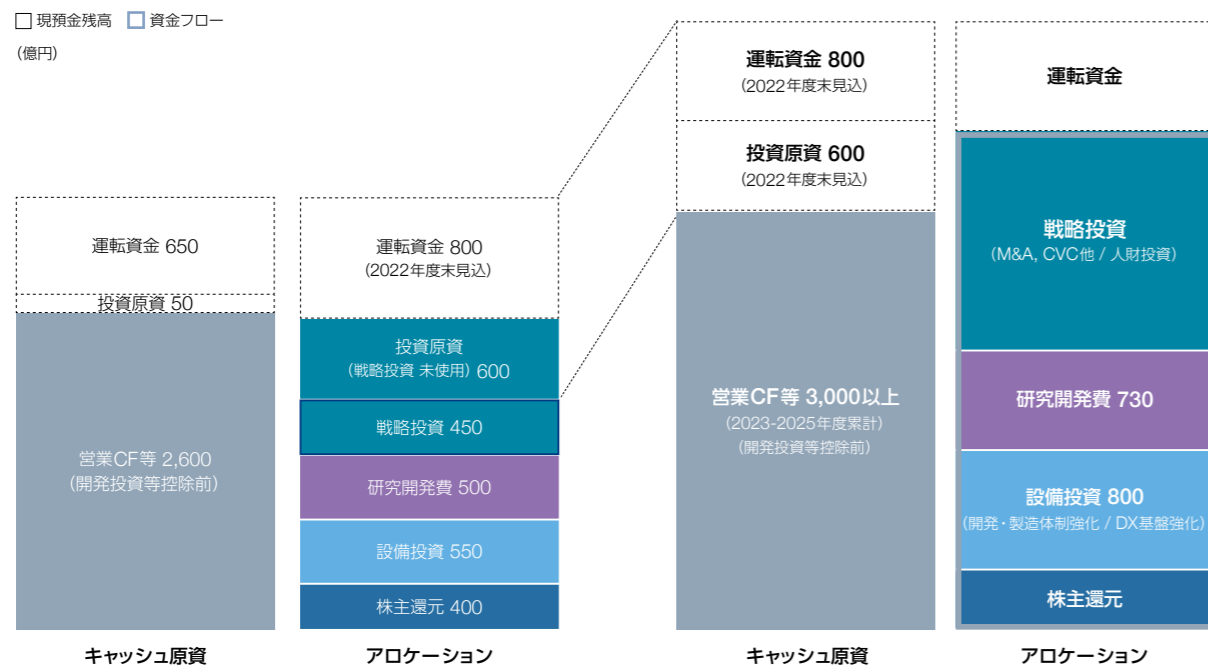 現預金残高 資金フロー
(億円)
運転資金 650
投資原資 50
営業CF等 2,600
(開発投資等控除前)
キャッシュ原資
運転資金 800
(2022年度末見込)
投資原資
(戦略投資 未使用) 600
戦略投資 450
研究開発費 500
設備投資 550
株主還元 400
アロケーション
運転資金 800
(2022年度末見込)
投資原資 600
(2022年度末見込)
営業CF等 3,000以上
(2023-2025年度累計)
(開発投資等控除前)
キャッシュ原資
運転資金
戦略投資
(M&A, CVC他 / 人財投資)
研究開発費 730
設備投資 800
(開発・製造体制強化 / DX基盤強化)
株主還元
アロケーション